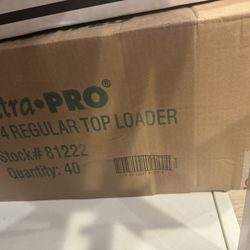 tra•PRO®
4 REGULAR TOP LOADER
Stock# 81222
Quantity: 40